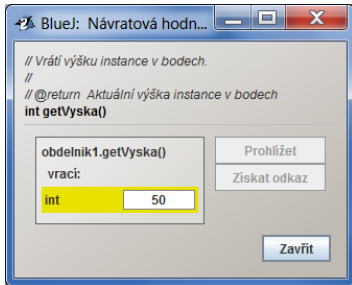 BlueJ: Návratová hodn...
// Vrátí výšku instance v bodech.
//
// @return Aktuální výška instance v bodech
int getVyska()
obdelnik1.getVyska()
vrací:
int 50
Prohlížet
Získat odkaz
Zavřít